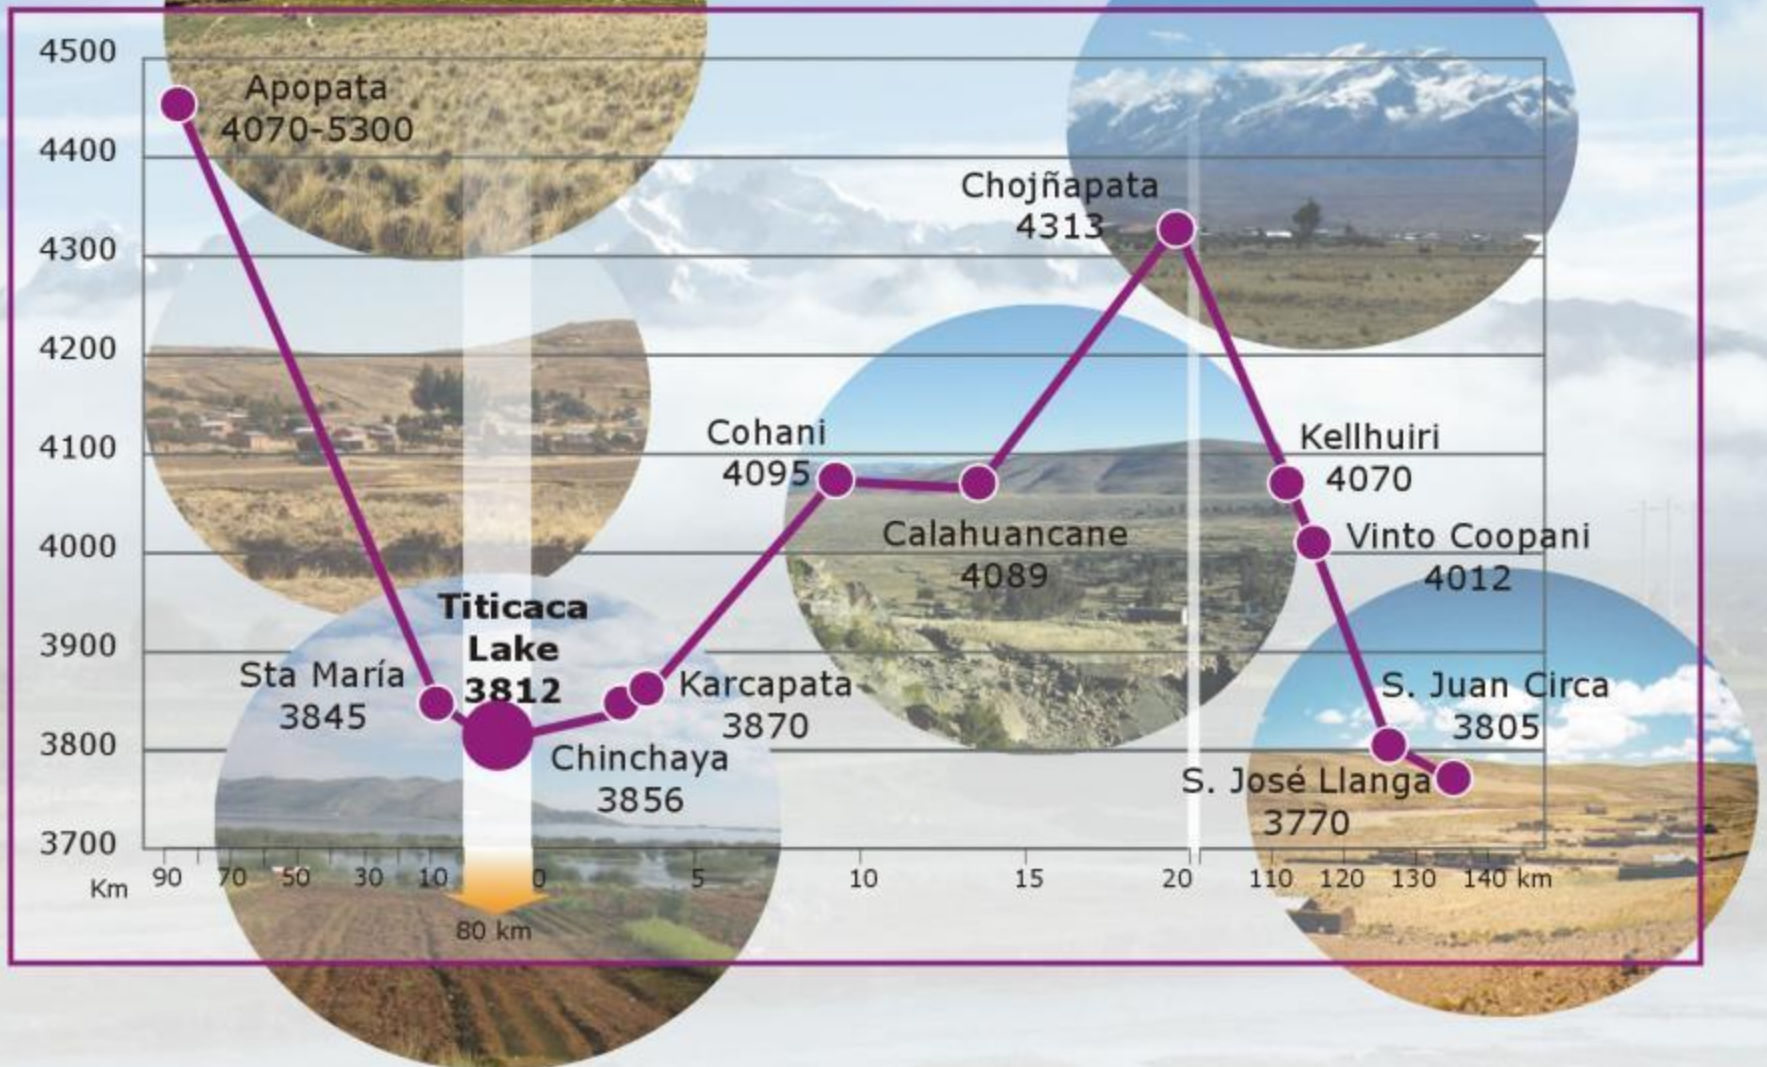 4500
4400
4300
4200
4100
4000
3900
3800
3700
Apopata
4070-5300
Chojñapata
4313
Cohani
4095
Calahuancane
4089
Kellhuiri
4070
Vinto Coopani
4012
Titicaca
Lake
3812
Sta María
3845
Karcapata
3870
Chinchaya
3856
S. Juan Circa
3805
S. José Llanga
3770
Km 90 70 50 30 10 0 5 10 15 20 110 120 130 140 km
80 km